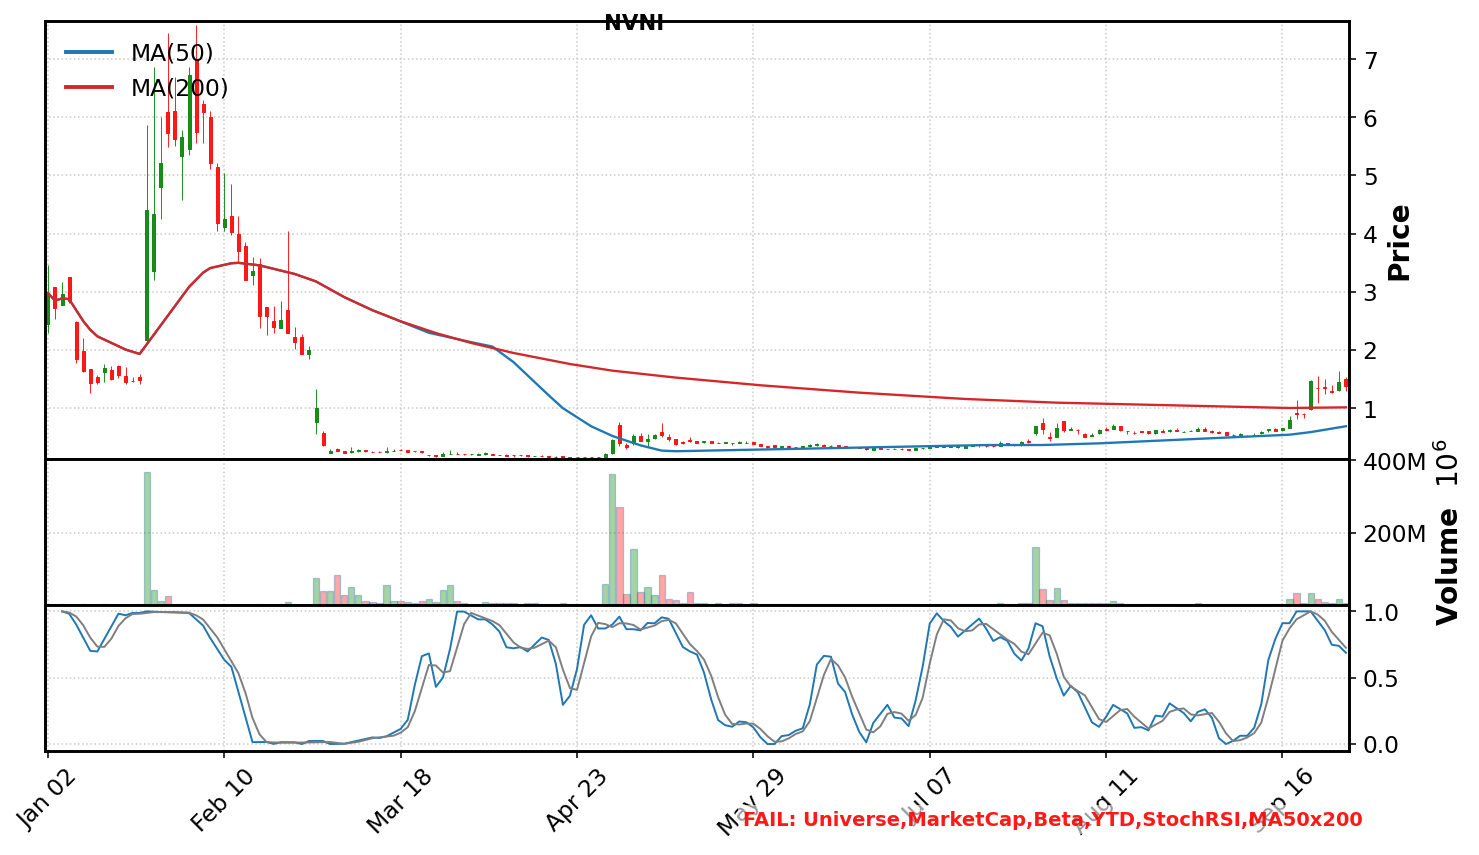 NVNI
MA(50)
MA(200)
7
6
5
4
3
2
1
Price
400M
200M
Volume 10^6
1.0
0.5
0.0
Jan 02
Feb 10
Mar 18
Apr 23
May 29
Jul 07
Aug 11
Sep 16
FAIL: Universe,MarketCap,Beta,YTD,StochRSI,MA50x200